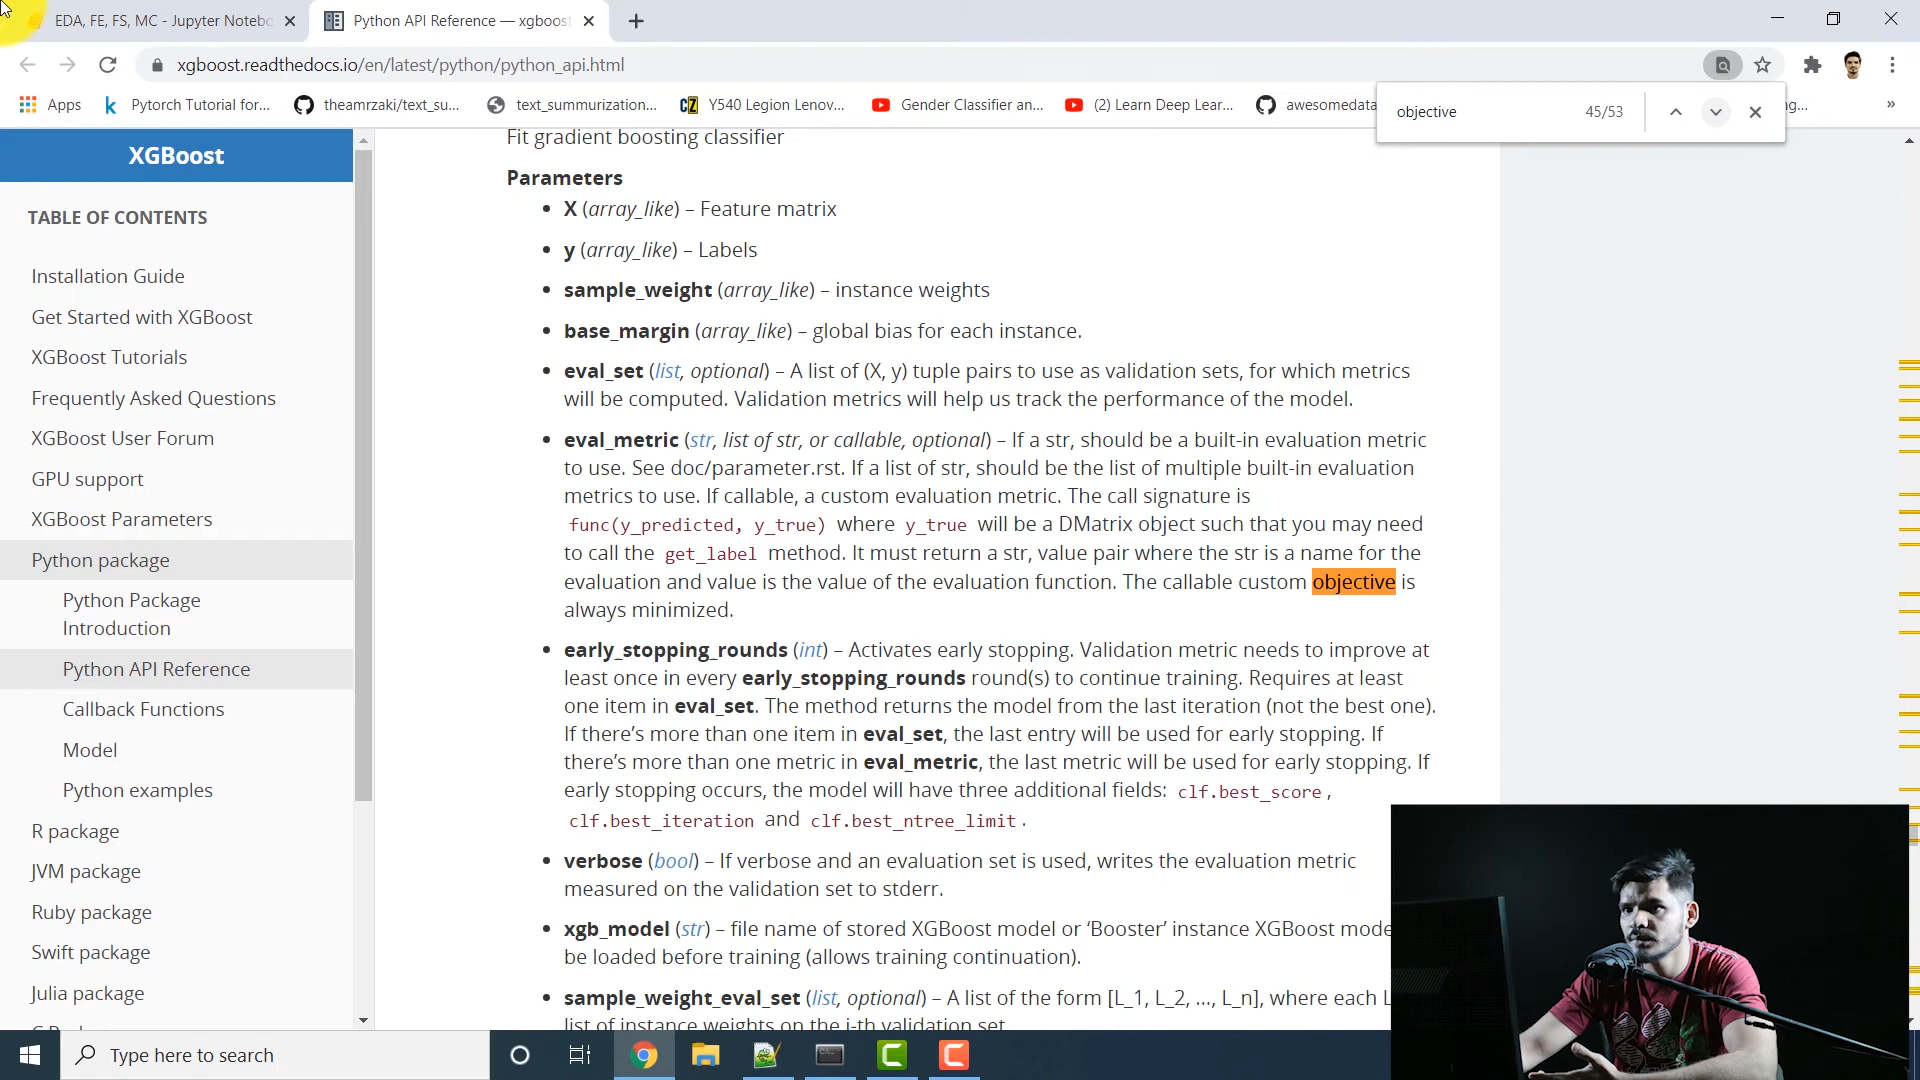 EDA, FE, FS, MC - Jupyter Notebo
Python API Reference — xgboost
xgboost.readthedocs.io/en/latest/python/python_api.html
Apps
Pytorch Tutorial for...
theamrzaki/text_su...
text_summurization...
Y540 Legion Lenov...
Gender Classifier an...
(2) Learn Deep Lear...
awesomedata
objective
45/53
XGBoost
TABLE OF CONTENTS
Installation Guide
Get Started with XGBoost
XGBoost Tutorials
Frequently Asked Questions
XGBoost User Forum
GPU support
XGBoost Parameters
Python package
Python Package
Introduction
Python API Reference
Callback Functions
Model
Python examples
R package
JVM package
Ruby package
Swift package
Julia package
Fit gradient boosting classifier
Parameters
• X (array_like) – Feature matrix
• y (array_like) – Labels
• sample_weight (array_like) – instance weights
• base_margin (array_like) – global bias for each instance.
• eval_set (list, optional) – A list of (X, y) tuple pairs to use as validation sets, for which metrics
will be computed. Validation metrics will help us track the performance of the model.
• eval_metric (str, list of str, or callable, optional) – If a str, should be a built-in evaluation metric
to use. See doc/parameter.rst. If a list of str, should be the list of multiple built-in evaluation
metrics to use. If callable, a custom evaluation metric. The call signature is
func(y_predicted, y_true) where y_true will be a DMatrix object such that you may need
to call the get_label method. It must return a str, value pair where the str is a name for the
evaluation and value is the value of the evaluation function. The callable custom objective is
always minimized.
• early_stopping_rounds (int) – Activates early stopping. Validation metric needs to improve at
least once in every early_stopping_rounds round(s) to continue training. Requires at least
one item in eval_set. The method returns the model from the last iteration (not the best one).
If there’s more than one item in eval_set, the last entry will be used for early stopping. If
there’s more than one metric in eval_metric, the last metric will be used for early stopping. If
early stopping occurs, the model will have three additional fields: clf.best_score,
clf.best_iteration and clf.best_ntree_limit.
• verbose (bool) – If verbose and an evaluation set is used, writes the evaluation metric
measured on the validation set to stderr.
• xgb_model (str) – file name of stored XGBoost model or ‘Booster’ instance XGBoost mode
be loaded before training (allows training continuation).
• sample_weight_eval_set (list, optional) – A list of the form [L_1, L_2, …, L_n], where each L
list of instance weights on the i-th validation set.
Type here to search